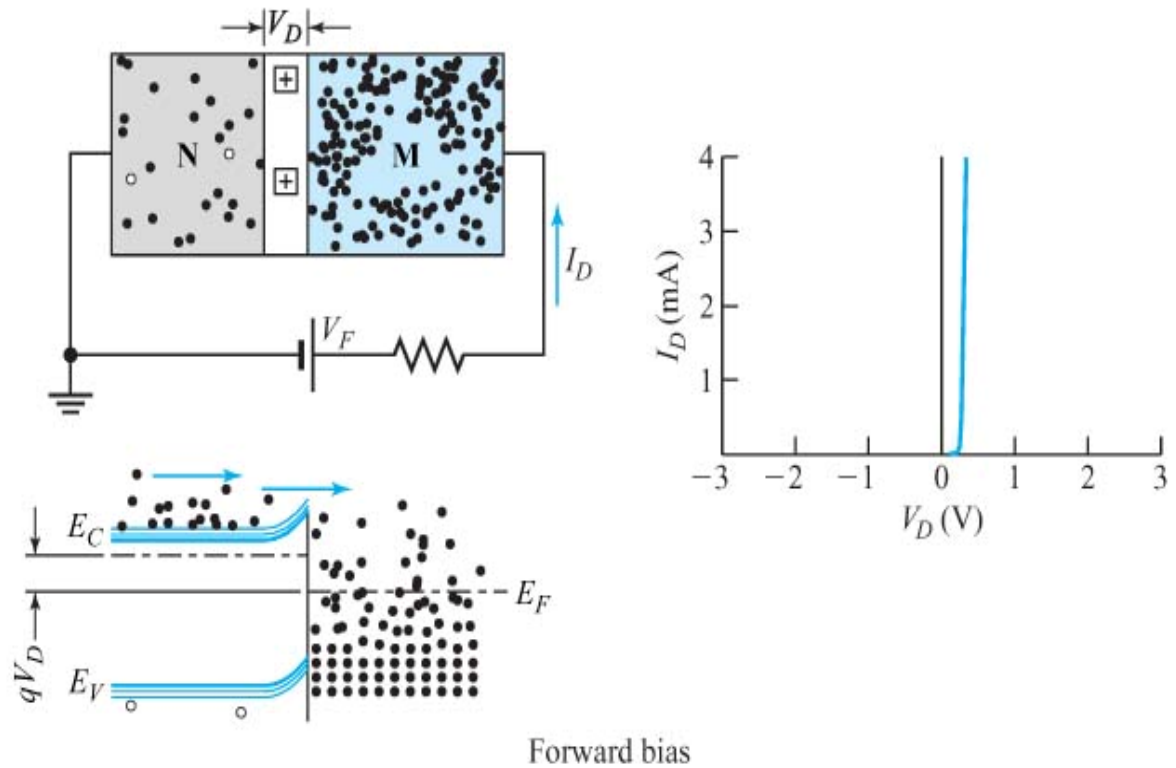 V_D
+
N
M
+
I_D
V_F
I_D (mA)
4
3
2
1
−3
−2
−1
0
1
2
3
V_D (V)
E_C
E_F
qV_D
E_V
Forward bias